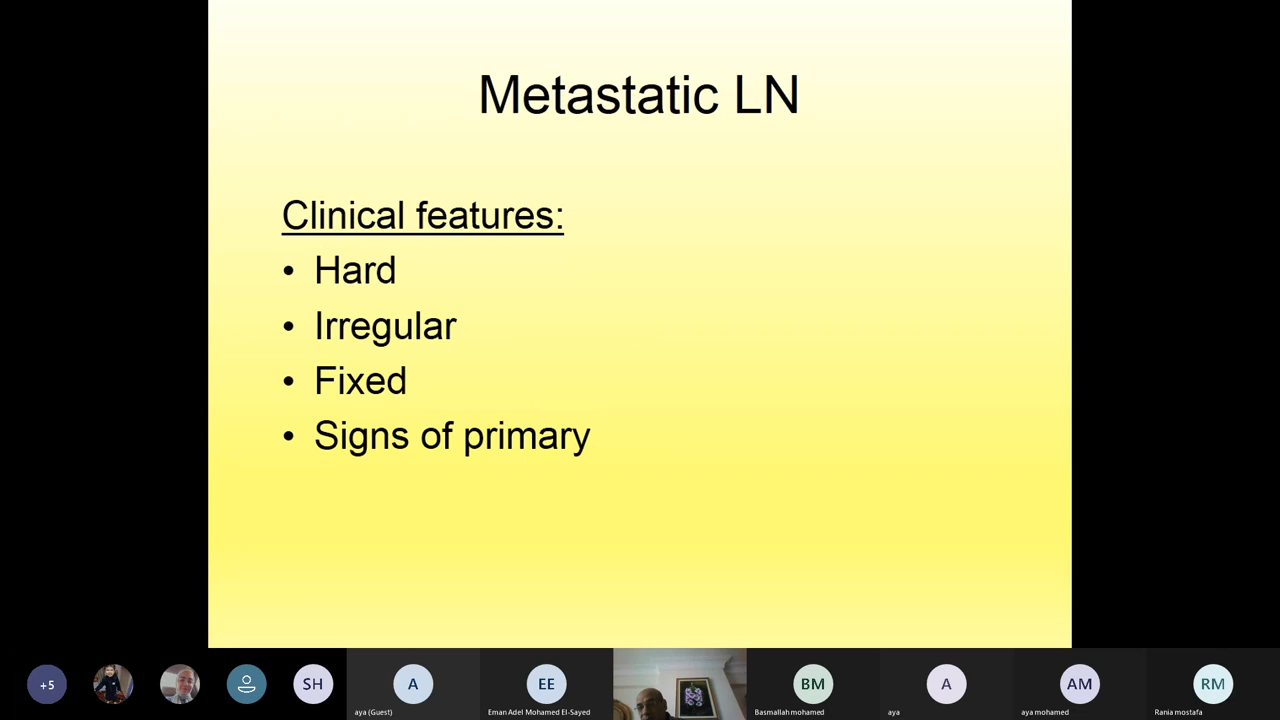 Metastatic LN
Clinical features:
• Hard
• Irregular
• Fixed
• Signs of primary
+5
SH
A
EE
BM
A
AM
RM
aya (Guest)
Eman Adel Mohamed El-Sayed
Basmallah mohamed
aya
aya mohamed
Rania mostafa